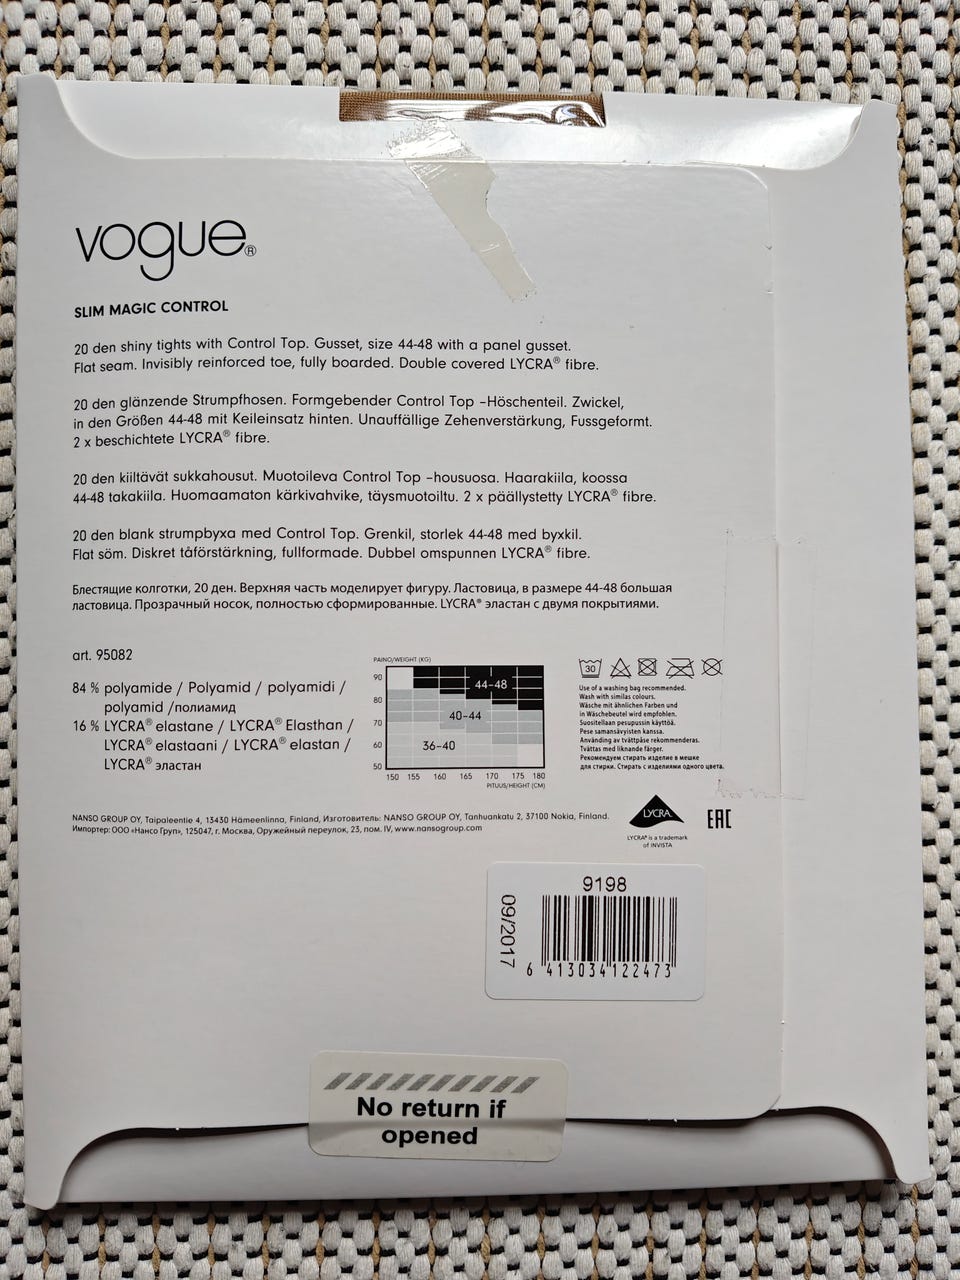 vogue®
SLIM MAGIC CONTROL
20 den shiny tights with Control Top. Gusset, size 44-48 with a panel gusset.
Flat seam. Invisibly reinforced toe, fully boarded. Double covered LYCRA® fibre.
20 den glänzende Strumpfhosen. Formgebender Control Top -Höschenteil. Zwickel,
in den Größen 44-48 mit Keileinsatz hinten. Unauffällige Zehenverstärkung, Fussgeformt.
2 x beschichtete LYCRA® fibre.
20 den kiiltävät sukkahousut. Muotoileva Control Top -housuosa. Haarakiila, koossa
44-48 takakiila. Huomaamaton kärkivahvike, täysmuotoiltu. 2 x päällystetty LYCRA® fibre.
20 den blank strumpbyxa med Control Top. Grenkil, storlek 44-48 med byxkil.
Flat söm. Diskret tåförstärkning, fullformade. Dubbel omspunnen LYCRA® fibre.
Блестящие колготки, 20 ден. Верхняя часть моделирует фигуру. Ластовица, в размере 44-48 большая
ластовица. Прозрачный носок, полностью сформированные. LYCRA® эластан с двумя покрытиями.
art. 95082
84 % polyamide / Polyamid / polyamidi /
polyamid /полиамид
16 % LYCRA® elastane / LYCRA® Elasthan /
LYCRA® elastaani / LYCRA® elastan /
LYCRA® эластан
PAINO/WEIGHT (KG)
90
80
70
60
50
44-48
40-44
36-40
150 155 160 165 170 175 180
PITUUS/HEIGHT (CM)
30
Use of a washing bag recommended.
Wash with similas colours.
Wäsche mit ähnlichen Farben und
in Wäschebeutel wird empfohlen.
Suositellaan pesupussin käyttöä.
Pese samansävyisten kanssa.
Användning av tvättpåse rekommenderas.
Tvättas med liknande färger.
Рекомендуем стирать изделие в мешке
для стирки. Стирать с изделиями одного цвета.
NANSO GROUP OY, Taipaleentie 4, 13430 Hämeenlinna, Finland, Изготовитель: NANSO GROUP OY, Tanhuankatu 2, 37100 Nokia, Finland.
Импортер: ООО «Нансо Груп», 125047, г. Москва, Оружейный переулок, 23, пом. IV, www.nansogroup.com
LYCRA
LYCRA® is a trademark
of INVISTA
EAC
9198
09/2017
6 413034 122473
No return if
opened